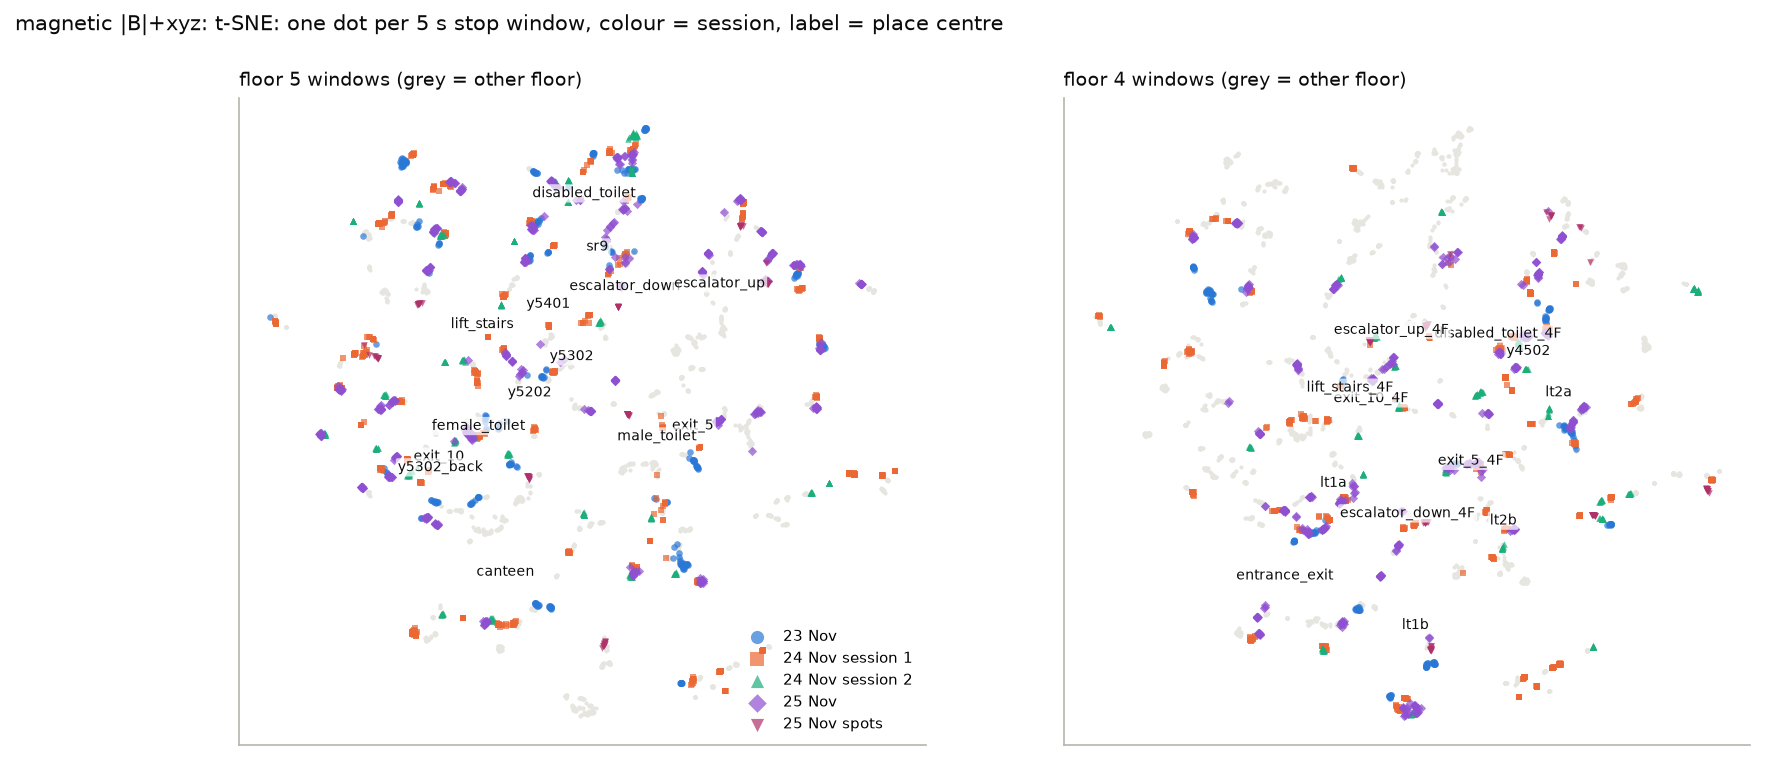 magnetic |B|+xyz: t-SNE: one dot per 5 s stop window, colour = session, label = place centre
floor 5 windows (grey = other floor)
disabled_toilet
sr9
escalator_down
escalator_up
y5401
lift_stairs
y5302
y5202
female_toilet
exit_5
male_toilet
exit_10
y5302_back
canteen
23 Nov
24 Nov session 1
24 Nov session 2
25 Nov
25 Nov spots
floor 4 windows (grey = other floor)
escalator_up_4F
disabled_toilet_4F
y4502
lift_stairs_4F
exit_10_4F
lt2a
exit_5_4F
lt1a
escalator_down_4F
lt2b
entrance_exit
lt1b